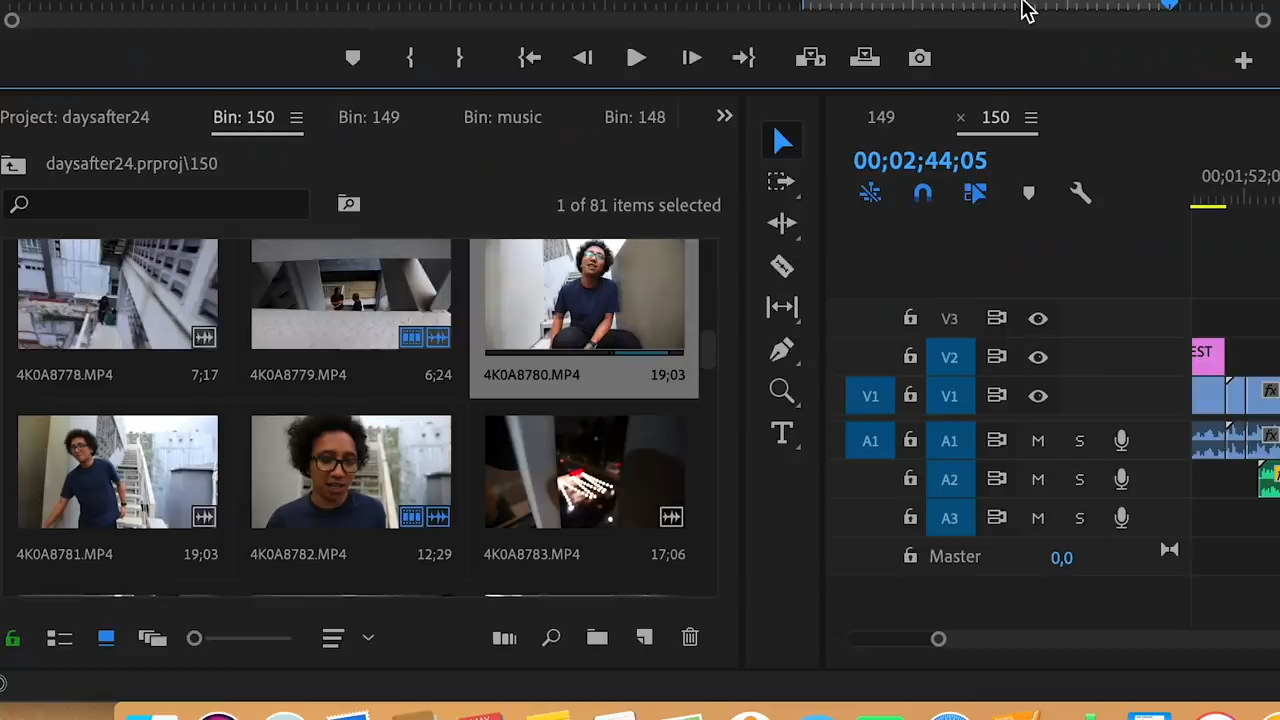 Project: daysafter24 Bin: 150 Bin: 149 Bin: music Bin: 148
149 × 150
daysafter24.prproj\150
00;02;44;05
00;01;52;0
1 of 81 items selected
4K0A8778.MP4 7;17
4K0A8779.MP4 6;24
4K0A8780.MP4 19;03
4K0A8781.MP4 19;03
4K0A8782.MP4 12;29
4K0A8783.MP4 17;06
V3
V2
EST
V1 V1
fx
A1 A1 M S
fx
A2 M S
A3 M S
Master 0,0